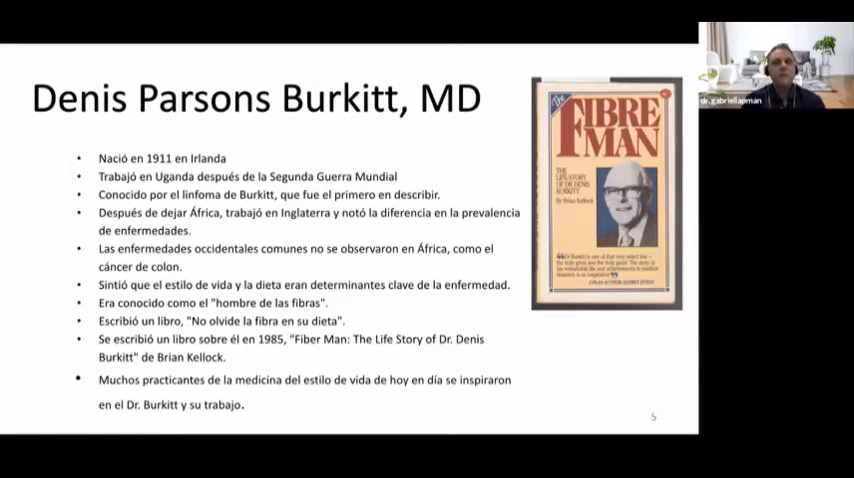 Denis Parsons Burkitt, MD
• Nació en 1911 en Irlanda
• Trabajó en Uganda después de la Segunda Guerra Mundial
• Conocido por el linfoma de Burkitt, que fue el primero en describir.
• Después de dejar África, trabajó en Inglaterra y notó la diferencia en la prevalencia
de enfermedades.
• Las enfermedades occidentales comunes no se observaron en África, como el
cáncer de colon.
• Sintió que el estilo de vida y la dieta eran determinantes clave de la enfermedad.
• Era conocido como el "hombre de las fibras".
• Escribió un libro, "No olvide la fibra en su dieta".
• Se escribió un libro sobre él en 1985, "Fiber Man: The Life Story of Dr. Denis
Burkitt" de Brian Kellock.
• Muchos practicantes de la medicina del estilo de vida de hoy en día se inspiraron
en el Dr. Burkitt y su trabajo.
5
The
FIBRE
MAN
THE
LIFE STORY
OF DR DENIS
BURKITT
By Brian Kellock
dr.gabriellapman